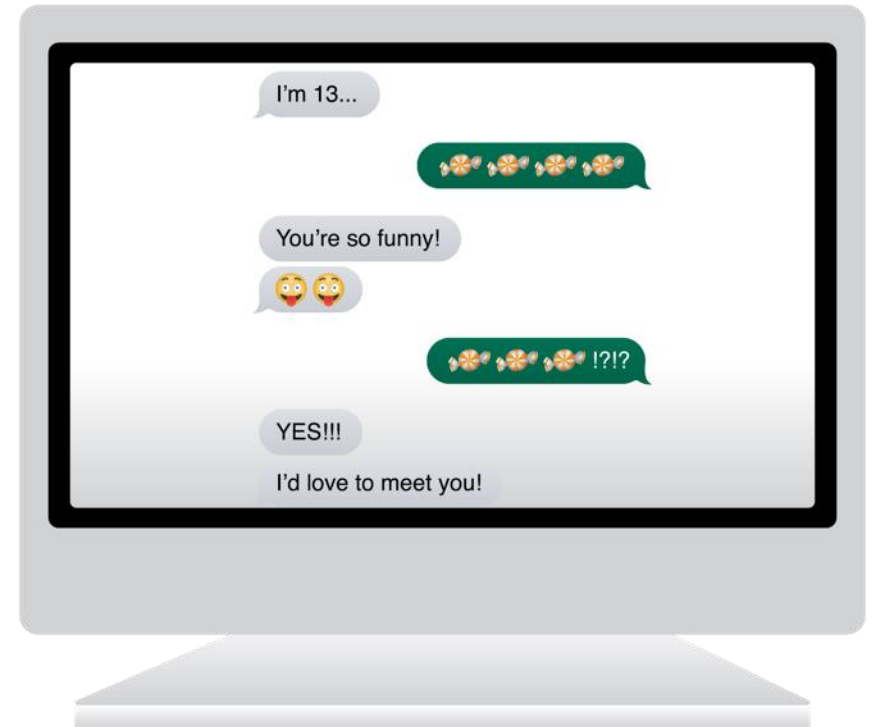 I'm 13...
🍬🍬🍬🍬
You're so funny!
😜😜
🍬🍬🍬 !?!?
YES!!!
I'd love to meet you!